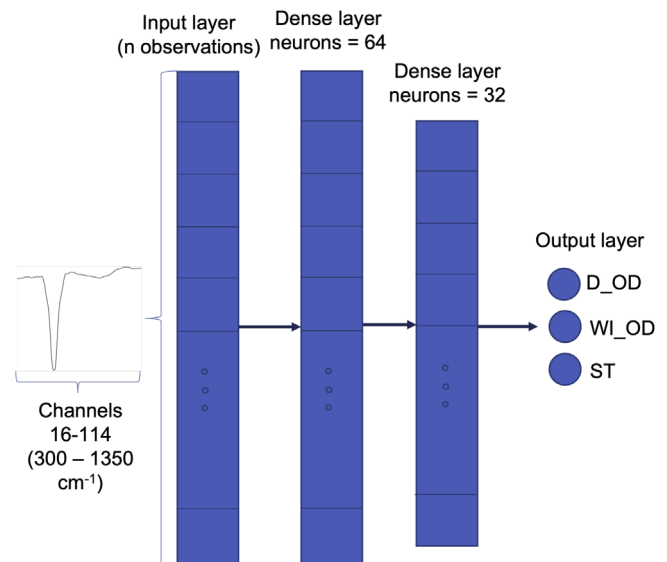 Input layer
(n observations)
Dense layer
neurons = 64
Dense layer
neurons = 32
Output layer
D_OD
WI_OD
ST
Channels
16-114
(300 – 1350
cm⁻¹)